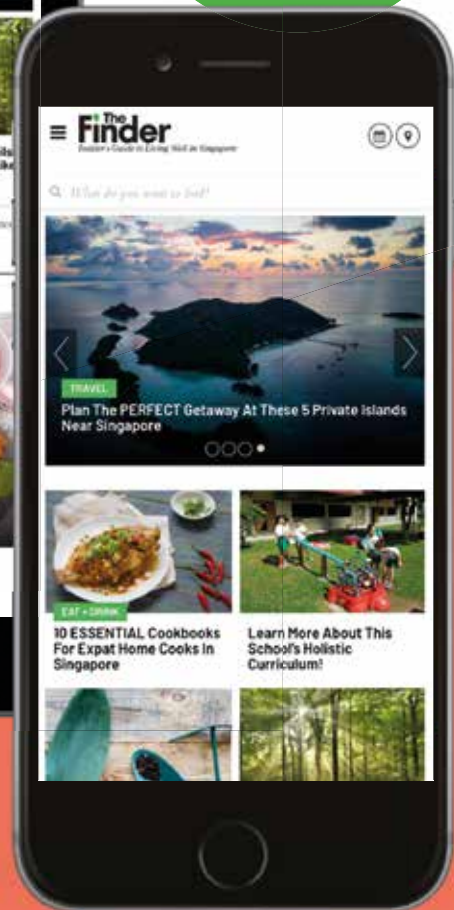 The
Finder
Insider's Guide to Living Well in Singapore
What do you want to find?
TRAVEL
Plan The PERFECT Getaway At These 5 Private Islands
Near Singapore
EAT + DRINK
10 ESSENTIAL Cookbooks
For Expat Home Cooks In
Singapore
Learn More About This
School's Holistic
Curriculum!